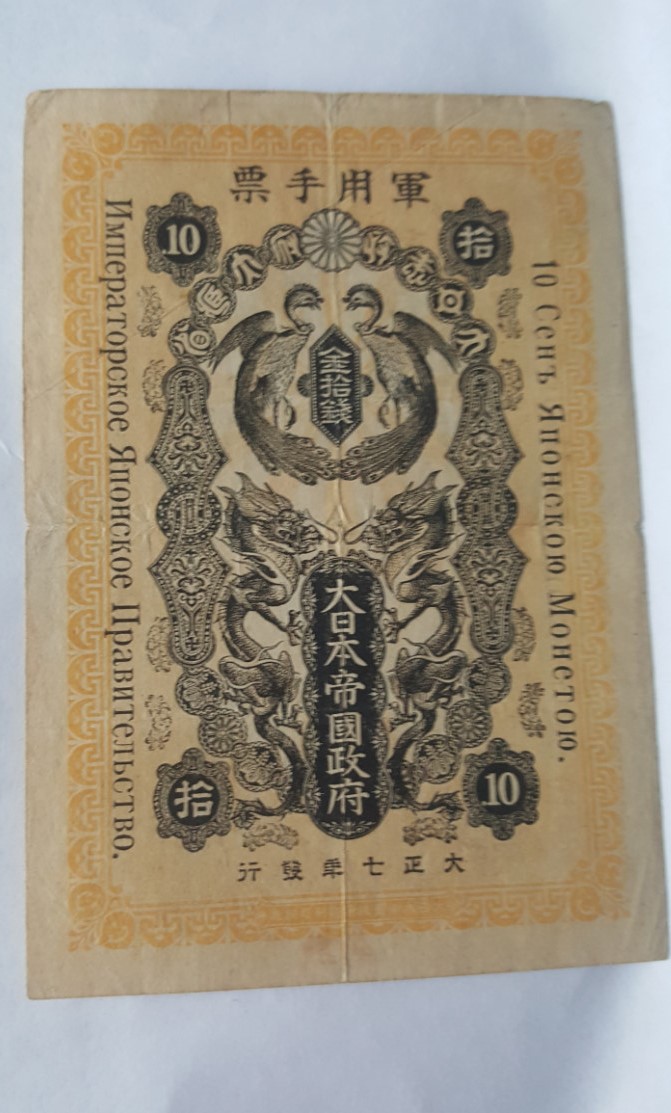 軍用手票
10
拾
金拾錢
大日本帝國政府
拾
10
大正七年發行
10 Сенъ Японскою Монетою.
Императорское Японское Правительство.